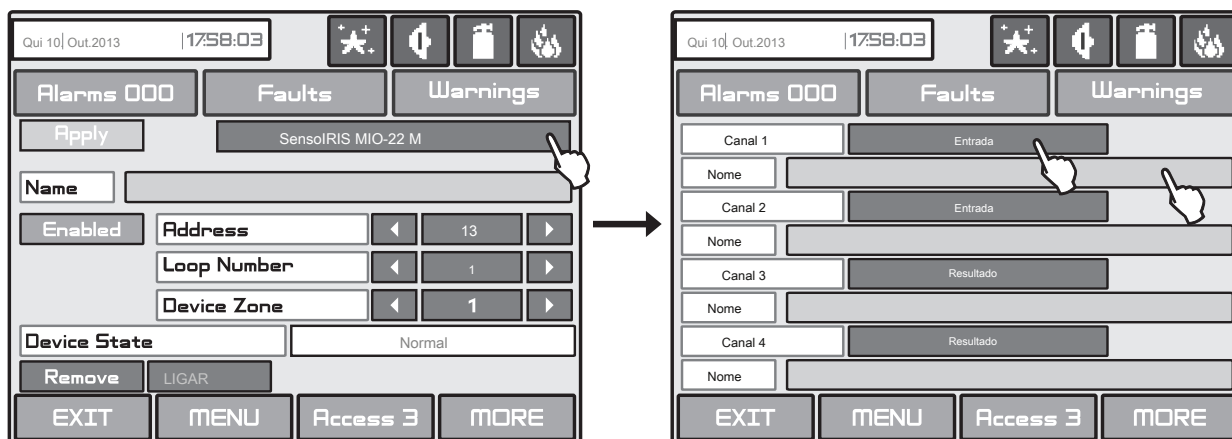 Qui 10 Out.2013 17:58:03
Alarms 000 Faults Warnings
Apply SensoIRIS MIO-22 M
Name
Enabled Address 13
Loop Number 1
Device Zone 1
Device State Normal
Remove LIGAR
EXIT MENU Access 3 MORE
Qui 10 Out.2013 17:58:03
Alarms 000 Faults Warnings
Canal 1 Entrada
Nome
Canal 2 Entrada
Nome
Canal 3 Resultado
Nome
Canal 4 Resultado
Nome
EXIT MENU Access 3 MORE